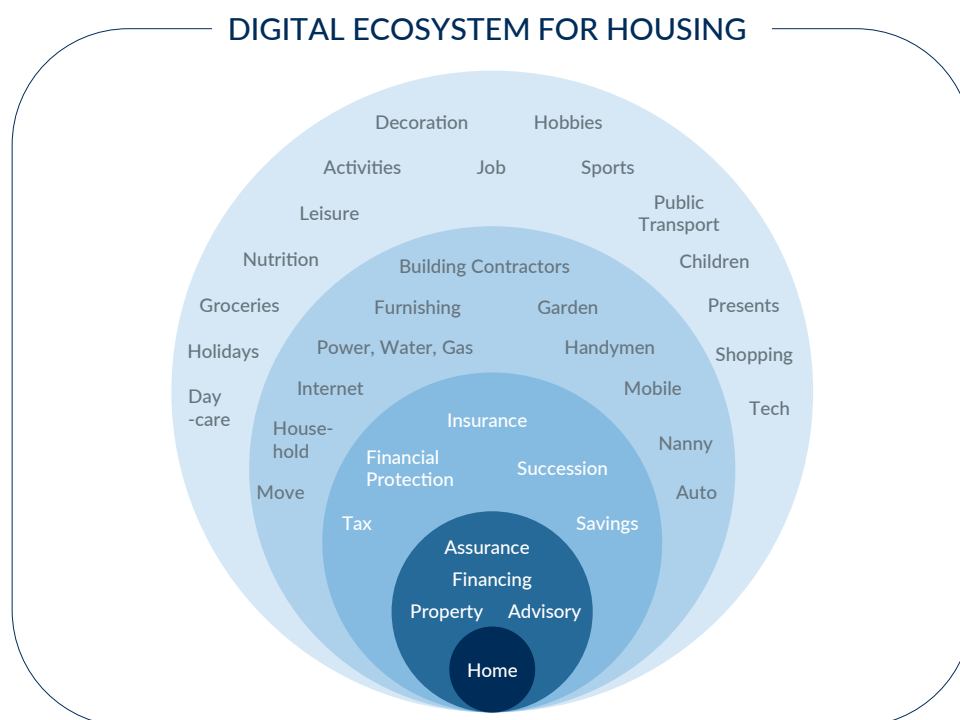 DIGITAL ECOSYSTEM FOR HOUSING
Decoration
Hobbies
Activities
Job
Sports
Public
Transport
Leisure
Nutrition
Building Contractors
Children
Groceries
Furnishing
Garden
Presents
Holidays
Power, Water, Gas
Handymen
Shopping
Day
-care
Internet
Mobile
Tech
House-
hold
Insurance
Nanny
Financial
Protection
Succession
Move
Auto
Tax
Savings
Assurance
Financing
Property
Advisory
Home